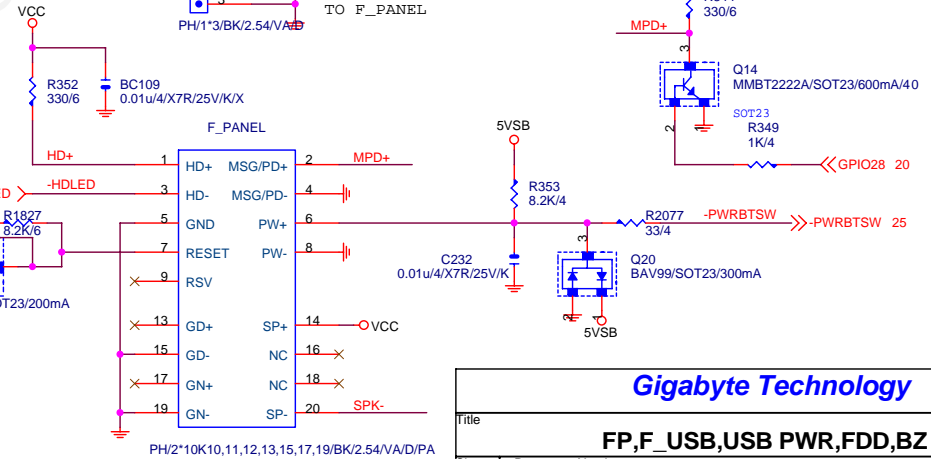 VCC
PH/1*3/BK/2.54/VA/D
TO F_PANEL
330/6
MPD+
3
Q14
MMBT2222A/SOT23/600mA/40
SOT23
2
1
R349
1K/4
GPIO28 20
R352
330/6
BC109
0.01u/4/X7R/25V/K/X
F_PANEL
5VSB
HD+
1 HD+ MSG/PD+ 2 MPD+
-HDLED
3 HD- MSG/PD- 4
R353
8.2K/4
R1827
8.2K/6
5 GND PW+ 6
R2077
33/4
-PWRBTSW
-PWRBTSW 25
7 RESET PW- 8
C232
0.01u/4/X7R/25V/K
3
Q20
BAV99/SOT23/300mA
2
1
5VSB
9 RSV
OT23/200mA
13 GD+ SP+ 14 VCC
15 GD- NC 16
17 GN+ NC 18
19 GN- SP- 20 SPK-
PH/2*10K10,11,12,13,15,17,19/BK/2.54/VA/D/PA
Gigabyte Technology
Title
FP,F_USB,USB PWR,FDD,BZ